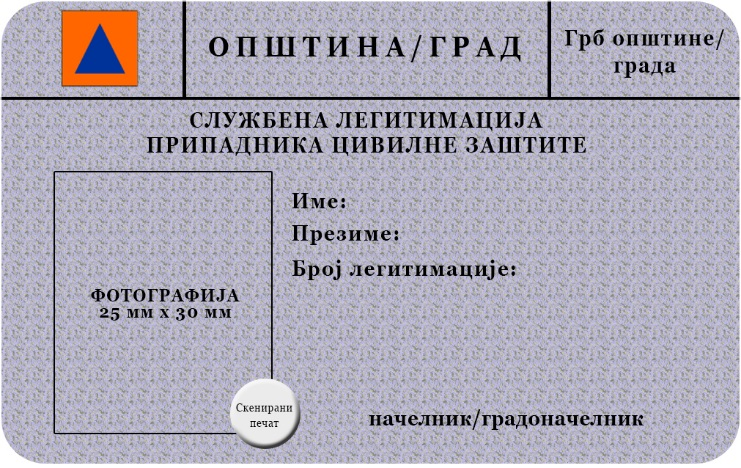 ОПШТИНА/ГРАД
Грб општине/
града
СЛУЖБЕНА ЛЕГИТИМАЦИЈА
ПРИПАДНИКА ЦИВИЛНЕ ЗАШТИТЕ
Име:
Презиме:
Број легитимације:
ФОТОГРАФИЈА
25 мм х 30 мм
Скенирани
печат
начелник/градоначелник